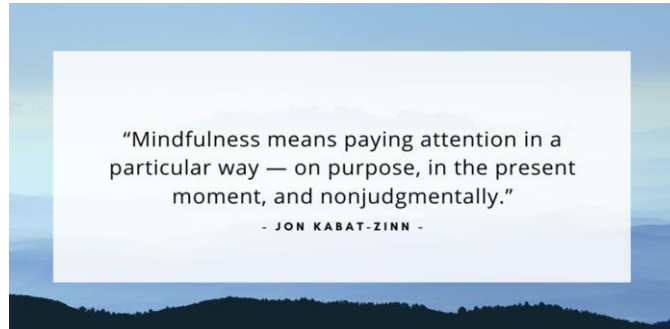 “Mindfulness means paying attention in a
particular way — on purpose, in the present
moment, and nonjudgmentally.”
- JON KABAT-ZINN -